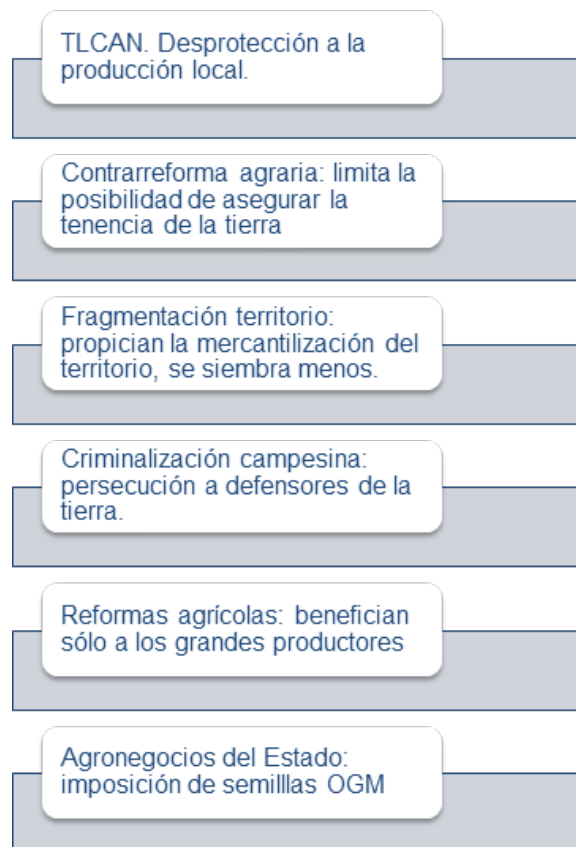 TLCAN. Desprotección a la
producción local.
Contrarreforma agraria: limita la
posibilidad de asegurar la
tenencia de la tierra
Fragmentación territorio:
propician la mercantilización del
territorio, se siembra menos.
Criminalización campesina:
persecución a defensores de la
tierra.
Reformas agrícolas: benefician
sólo a los grandes productores
Agronegocios del Estado:
imposición de semilllas OGM